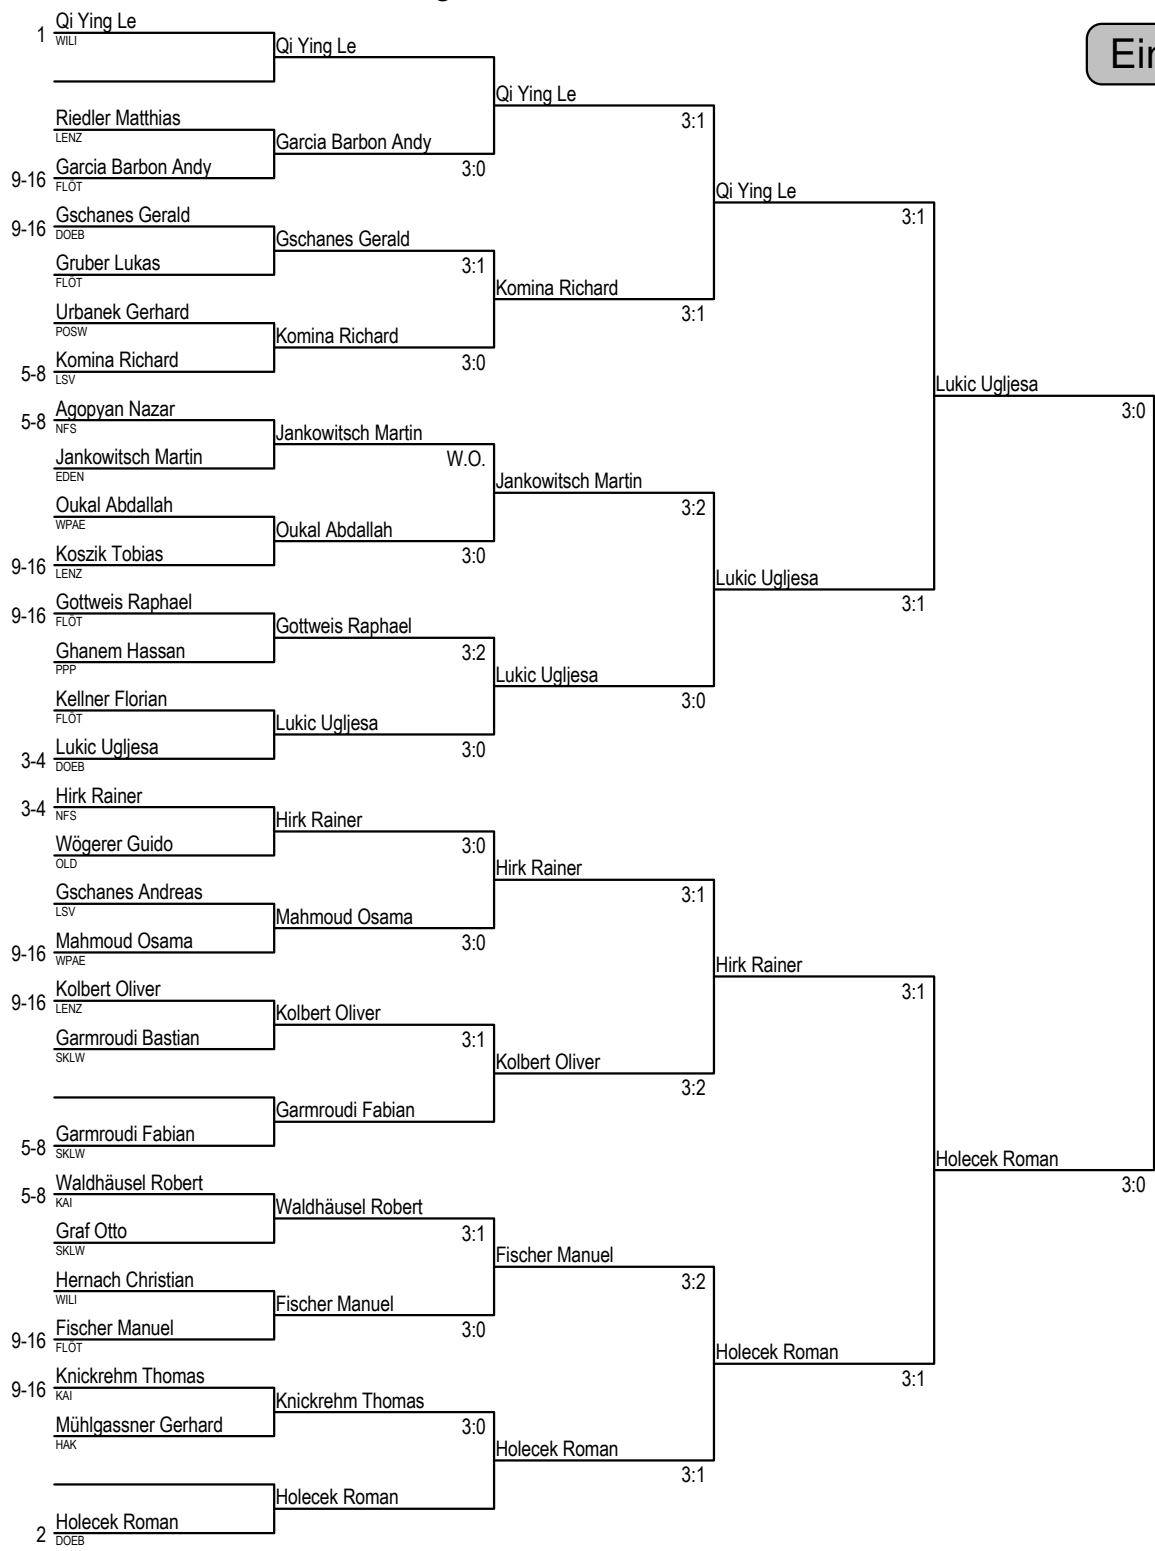 1 Qi Ying Le
WILI
Qi Ying Le
Qi Ying Le
3:1
Riedler Matthias
LENZ
Garcia Barbon Andy
3:0
9-16 Garcia Barbon Andy
FLÖT
Qi Ying Le
3:1
9-16 Gschanes Gerald
DOEB
Gschanes Gerald
3:1
Gruber Lukas
FLÖT
Komina Richard
3:1
Urbanek Gerhard
POSW
Komina Richard
3:0
5-8 Komina Richard
LSV
Lukic Ugljesa
3:0
5-8 Agopyan Nazar
NFS
Jankowitsch Martin
W.O.
Jankowitsch Martin
EDEN
Jankowitsch Martin
3:2
Oukal Abdallah
WPAE
Oukal Abdallah
3:0
9-16 Koszik Tobias
LENZ
Lukic Ugljesa
3:1
9-16 Gottweis Raphael
FLÖT
Gottweis Raphael
3:2
Ghanem Hassan
PPP
Lukic Ugljesa
3:0
Kellner Florian
FLÖT
Lukic Ugljesa
3:0
3-4 Lukic Ugljesa
DOEB
3-4 Hirk Rainer
NFS
Hirk Rainer
3:0
Wögerer Guido
OLD
Hirk Rainer
3:1
Gschanes Andreas
LSV
Mahmoud Osama
3:0
9-16 Mahmoud Osama
WPAE
Hirk Rainer
3:1
9-16 Kolbert Oliver
LENZ
Kolbert Oliver
3:1
Garmroudi Bastian
SKLW
Kolbert Oliver
3:2
Garmroudi Fabian
5-8 Garmroudi Fabian
SKLW
Holecek Roman
3:0
5-8 Waldhäusel Robert
KAI
Waldhäusel Robert
3:1
Graf Otto
SKLW
Fischer Manuel
3:2
Hernach Christian
WILI
Fischer Manuel
3:0
9-16 Fischer Manuel
FLÖT
Holecek Roman
3:1
9-16 Knickrehm Thomas
KAI
Knickrehm Thomas
3:0
Mühlgassner Gerhard
HAK
Holecek Roman
3:1
Holecek Roman
2 Holecek Roman
DOEB